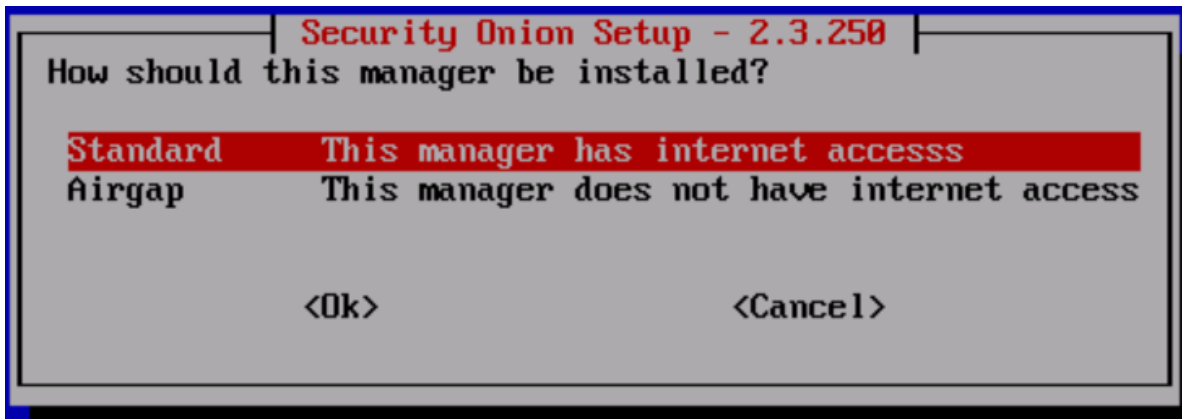 Security Onion Setup - 2.3.250
How should this manager be installed?
Standard This manager has internet accesss
Airgap This manager does not have internet access
<Ok> <Cancel>